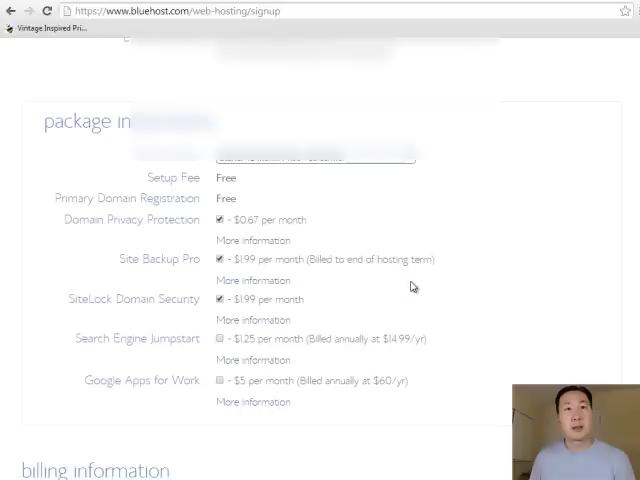 https://www.bluehost.com/web-hosting/signup
Vintage Inspired Pri...
package in
Setup Fee Free
Primary Domain Registration Free
Domain Privacy Protection - $0.67 per month
More information
Site Backup Pro - $1.99 per month (Billed to end of hosting term)
More information
SiteLock Domain Security - $1.99 per month
More information
Search Engine Jumpstart - $1.25 per month (Billed annually at $14.99/yr)
More information
Google Apps for Work - $5 per month (Billed annually at $60/yr)
More information
billing information